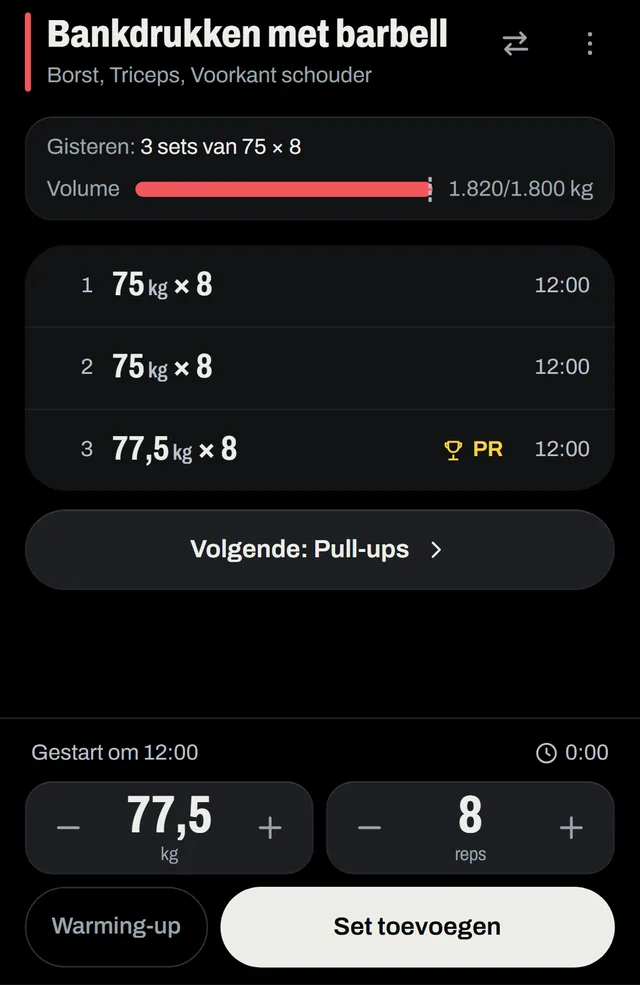 Bankdrukken met barbell
Borst, Triceps, Voorkant schouder
Gisteren: 3 sets van 75 × 8
Volume 1.820/1.800 kg
1 75 kg × 8 12:00
2 75 kg × 8 12:00
3 77,5 kg × 8 PR 12:00
Volgende: Pull-ups
Gestart om 12:00 0:00
77,5 8
kg reps
Warming-up Set toevoegen